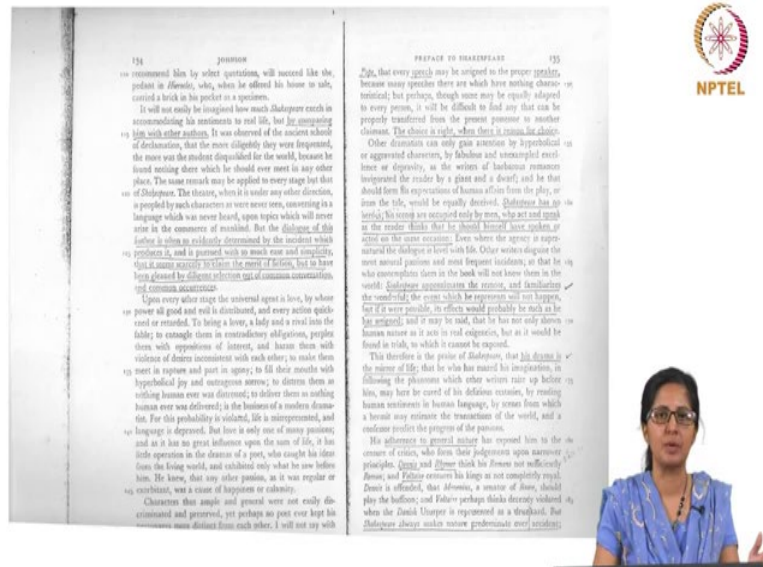 134 JOHNSON
recommend him by select quotations, will succeed like the
pedant in Hierocles, who, when he offered his house to sale,
carried a brick in his pocket as a specimen.
It will not easily be imagined how much Shakespeare excels in
accommodating his sentiments to real life, but by comparing
him with other authors. It was observed of the ancient schools
of declamation, that the more diligently they were frequented,
the more was the student disqualified for the world, because he
found nothing there which he should ever meet in any other
place. The same remark may be applied to every stage but that
of Shakespeare. The theater, when it is under any other direction,
is peopled by such characters as were never seen, conversing in a
language which was never heard, upon topics which will never
arise in the commerce of mankind. But the dialogue of this
author is often so evidently determined by the incident which
produces it, and is pursued with so much ease and simplicity,
that it seems scarcely to claim the merit of fiction, but to have
been gleaned by diligent selection out of common conversation,
and common occurrences.
Upon every other stage the universal agent is love, by whose
power all good and evil is distributed, and every action quick-
ened or retarded. To bring a lover, a lady and a rival into the
fable; to entangle them in contradictory obligations, perplex
them with oppositions of interest, and harass them with
violence of desires inconsistent with each other; to make them
meet in rapture and part in agony; to fill their mouths with
hyperbolical joy and outrageous sorrow; to distress them as
nothing human ever was distressed; to deliver them as nothing
human ever was delivered; is the business of a modern drama-
tist. For this probability is violated, life is misrepresented, and
language is depraved. But love is only one of many passions;
and as it has no great influence upon the sum of life, it has
little operation in the dramas of a poet, who caught his ideas
from the living world, and exhibited only what he saw before
him. He knew, that any other passion, as it was regular or
exorbitant, was a cause of happiness or calamity.
Characters thus ample and general were not easily dis-
criminated and preserved, yet perhaps no poet ever kept his
personages more distinct from each other. I will not say with
PREFACE TO SHAKESPEARE 135
Pope, that every speech may be assigned to the proper speaker,
because many speeches there are which have nothing charac-
teristical; but perhaps, though some may be equally adapted
to every person, it will be difficult to find any that can be
properly transferred from the present possessor to another
claimant. The choice is right, when there is reason for choice.
Other dramatists can only gain attention by hyperbolical
or aggravated characters, by fabulous and unexampled excel-
lence or depravity, as the writers of barbarous romances
invigorated the reader by a giant and a dwarf; and he that
should form his expectations of human affairs from the play, or
from the tale, would be equally deceived. Shakespeare has no
heroes; his scenes are occupied only by men, who act and speak
as the reader thinks that he should himself have spoken or
acted on the same occasion: Even where the agency is super-
natural the dialogue is level with life. Other writers disguise the
most natural passions and most frequent incidents; so that he
who contemplates them in the book will not know them in the
world: Shakespeare approximates the remote, and familiarizes
the wonderful; the event which he represents will not happen,
but if it were possible, its effects would probably be such as he
has assigned; and it may be said, that he has not only shown
human nature as it acts in real exigencies, but as it would be
found in trials, to which it cannot be exposed.
This therefore is the praise of Shakespeare, that his drama is
the mirror of life; that he who has mazed his imagination, in
following the phantoms which other writers raise up before
him, may here be cured of his delirious ecstasies, by reading
human sentiments in human language, by scenes from which
a hermit may estimate the transactions of the world, and a
confessor predict the progress of the passions.
His adherence to general nature has exposed him to the
censure of critics, who form their judgements upon narrower
principles. Dennis and Rhymer think his Romans not sufficiently
Roman; and Voltaire censures his kings as not completely royal.
Dennis is offended, that Menenius, a senator of Rome, should
play the buffoon; and Voltaire perhaps thinks decency violated
when the Danish Usurper is represented as a drunkard. But
Shakespeare always makes nature predominate over accident;
NPTEL